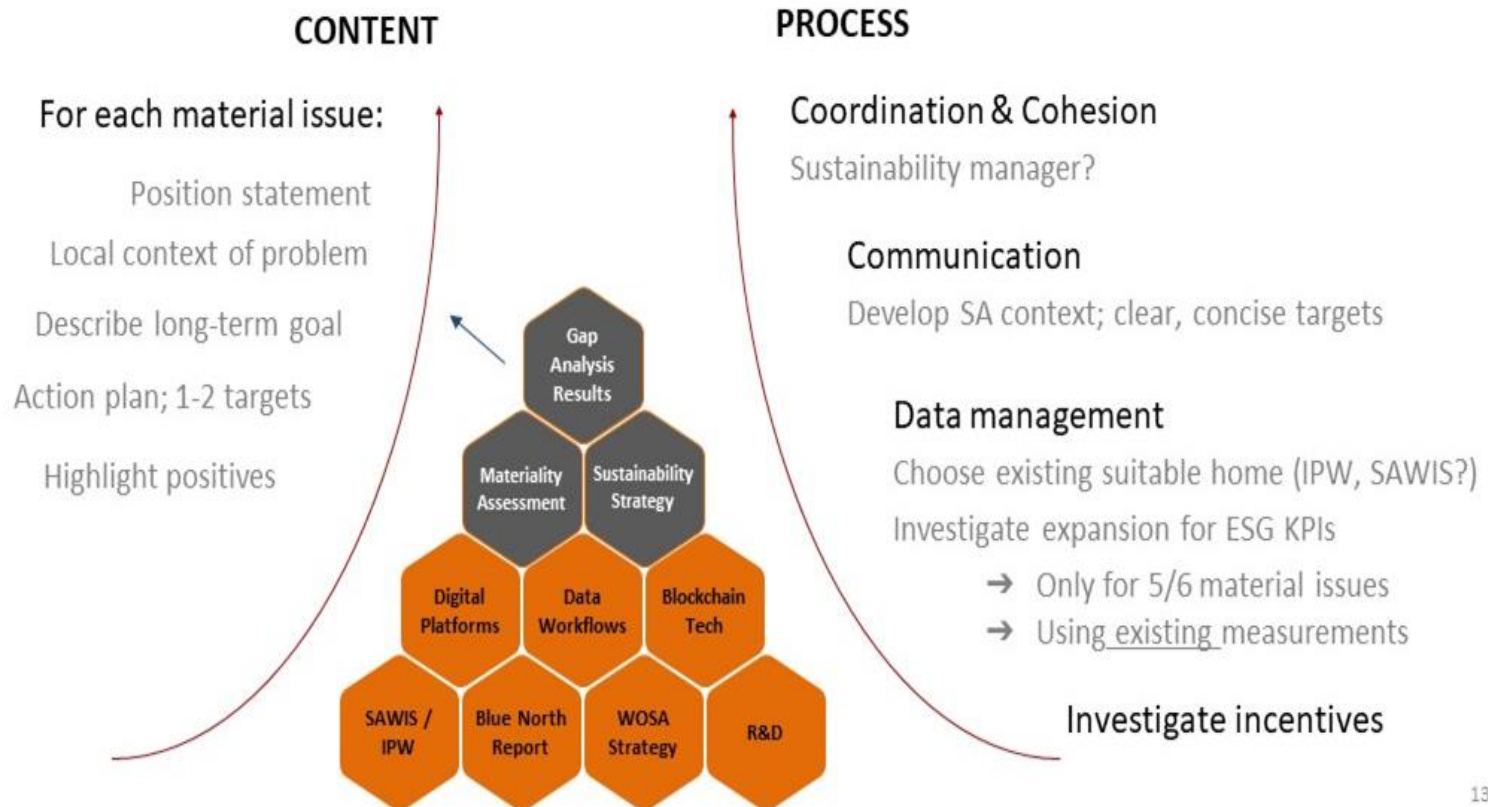 CONTENT
For each material issue:
Position statement
Local context of problem
Describe long-term goal
Action plan; 1-2 targets
Highlight positives
Gap
Analysis
Results
Materiality
Assessment
Sustainability
Strategy
Digital
Platforms
Data
Workflows
Blockchain
Tech
SAWIS /
IPW
Blue North
Report
WOSA
Strategy
R&D
PROCESS
Coordination & Cohesion
Sustainability manager?
Communication
Develop SA context; clear, concise targets
Data management
Choose existing suitable home (IPW, SAWIS?)
Investigate expansion for ESG KPIs
➔ Only for 5/6 material issues
➔ Using existing measurements
Investigate incentives
13